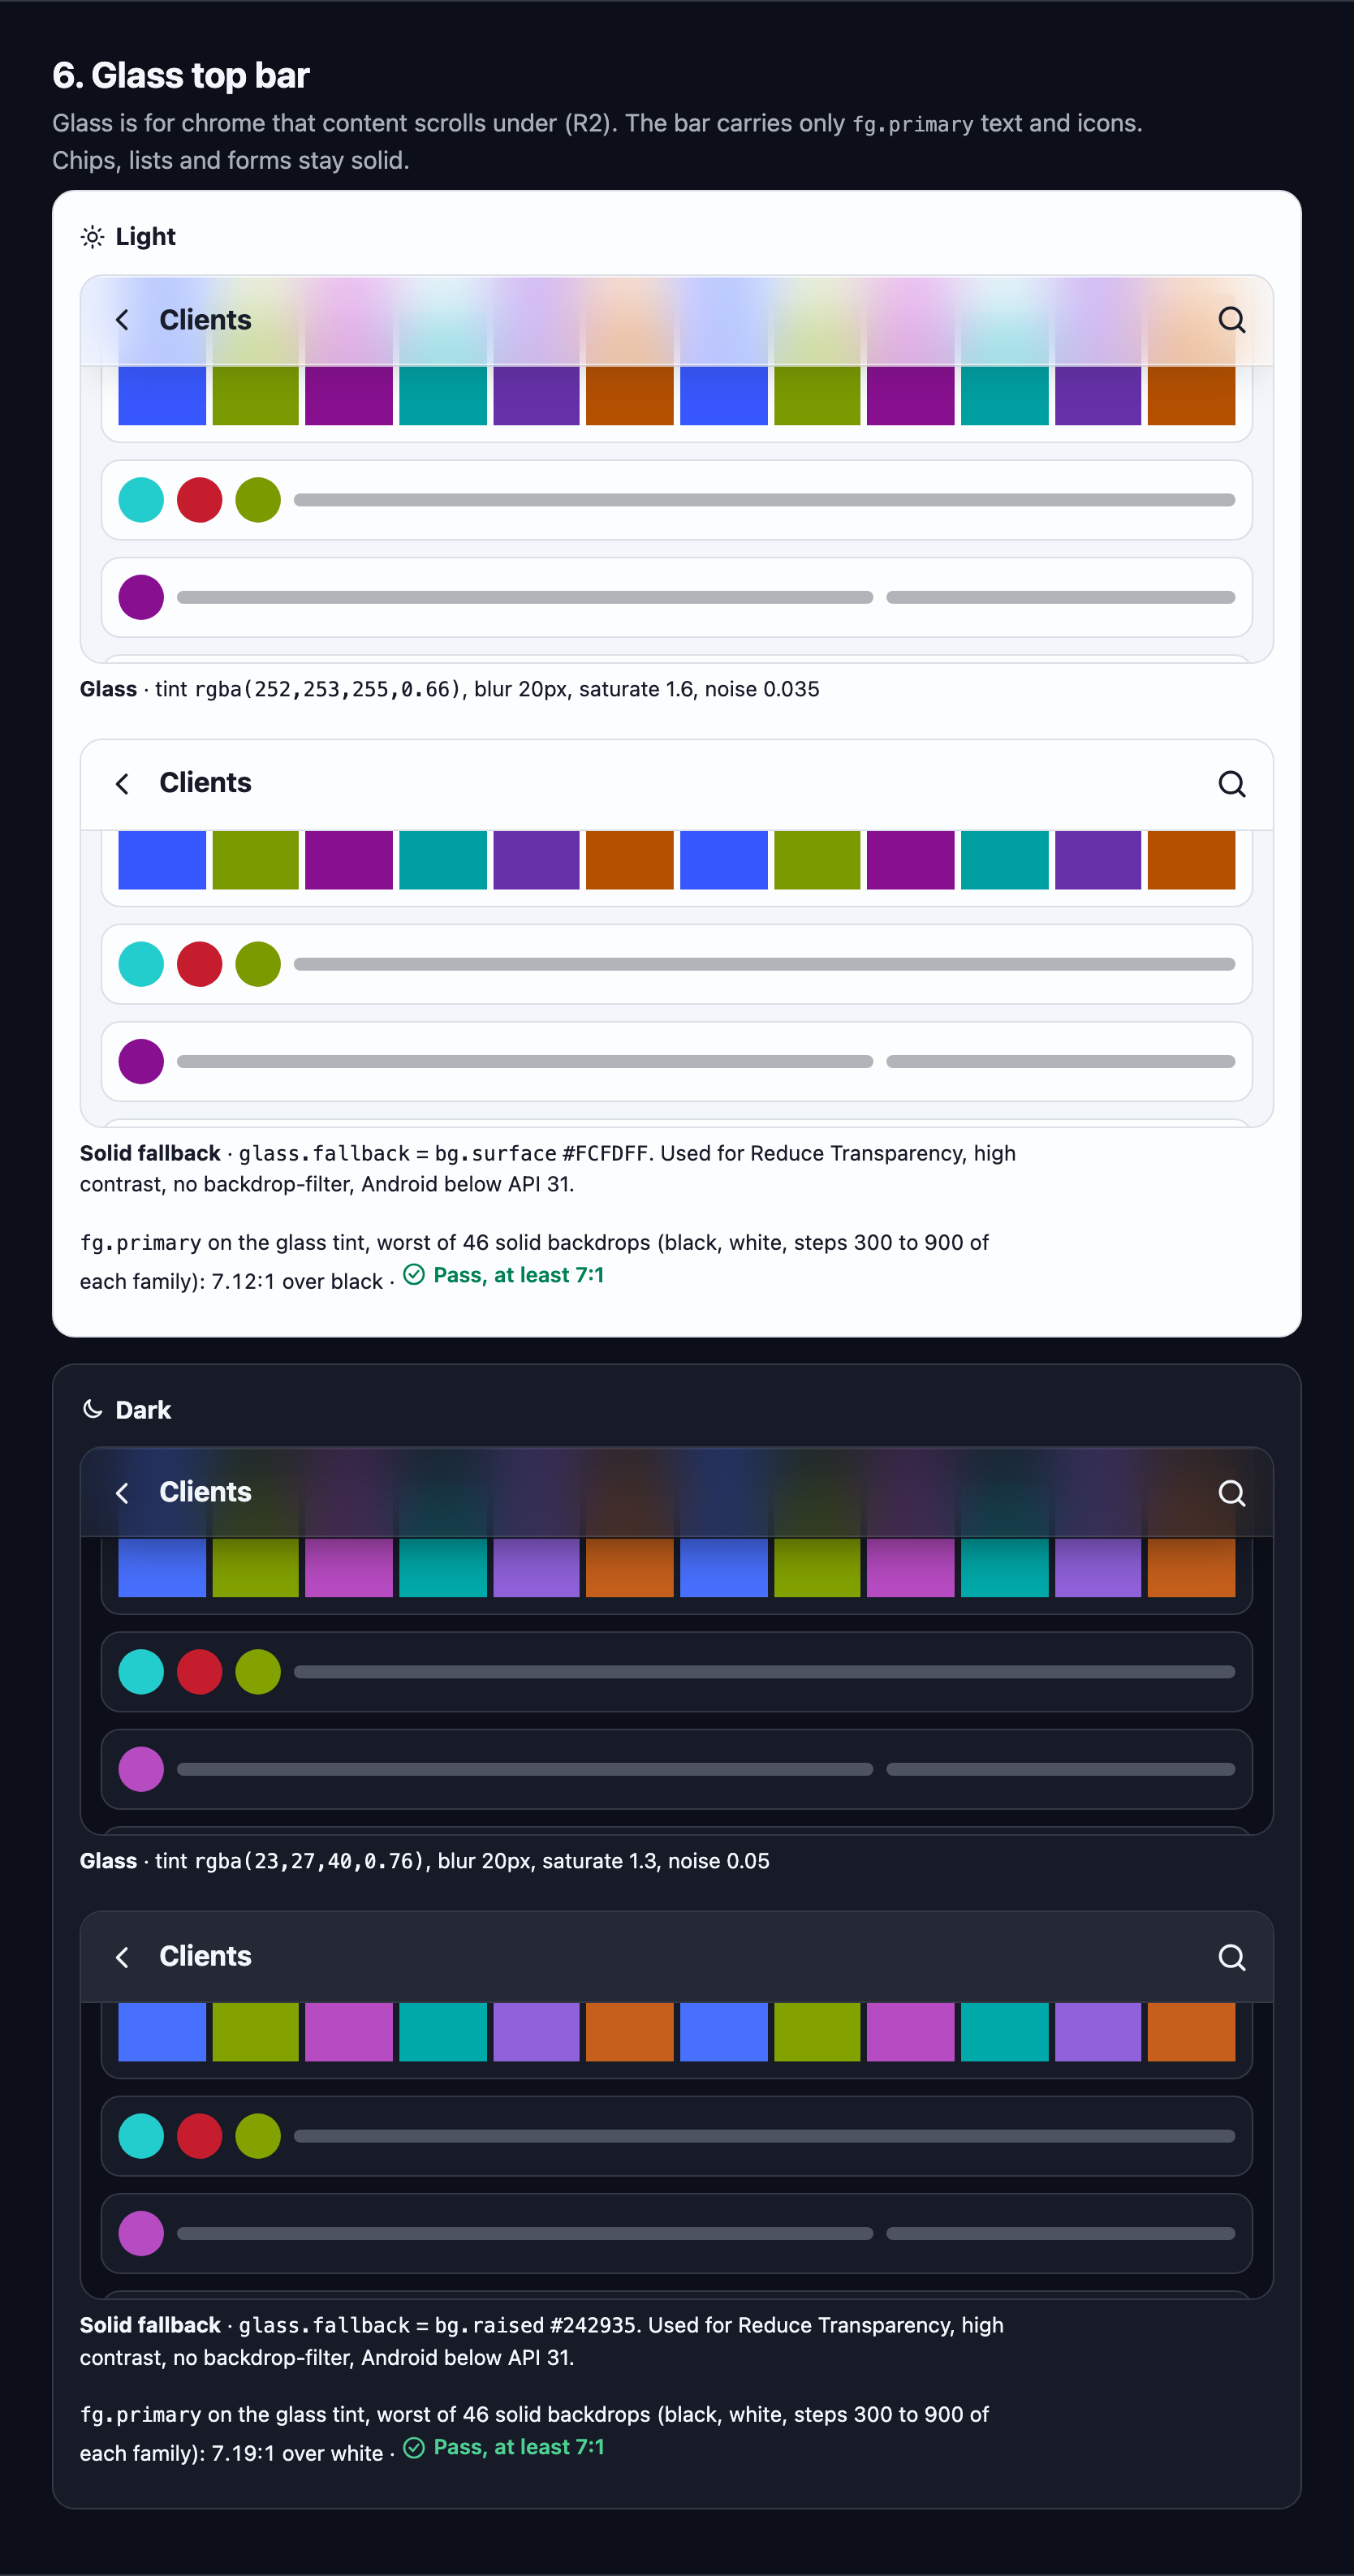 6. Glass top bar
Glass is for chrome that content scrolls under (R2). The bar carries only fg.primary text and icons.
Chips, lists and forms stay solid.
Light
Clients
Glass · tint rgba(252,253,255,0.66), blur 20px, saturate 1.6, noise 0.035
Clients
Solid fallback · glass.fallback = bg.surface #FCFDFF. Used for Reduce Transparency, high
contrast, no backdrop-filter, Android below API 31.
fg.primary on the glass tint, worst of 46 solid backdrops (black, white, steps 300 to 900 of
each family): 7.12:1 over black · Pass, at least 7:1
Dark
Clients
Glass · tint rgba(23,27,40,0.76), blur 20px, saturate 1.3, noise 0.05
Clients
Solid fallback · glass.fallback = bg.raised #242935. Used for Reduce Transparency, high
contrast, no backdrop-filter, Android below API 31.
fg.primary on the glass tint, worst of 46 solid backdrops (black, white, steps 300 to 900 of
each family): 7.19:1 over white · Pass, at least 7:1